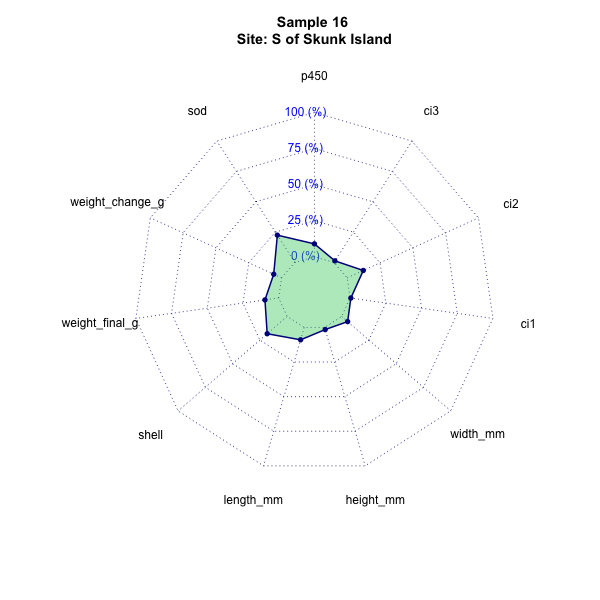 Sample 16
Site: S of Skunk Island
p450
sod
100 (%)
ci3
75 (%)
50 (%)
weight_change_g
ci2
25 (%)
0 (%)
weight_final_g
ci1
shell
width_mm
length_mm
height_mm